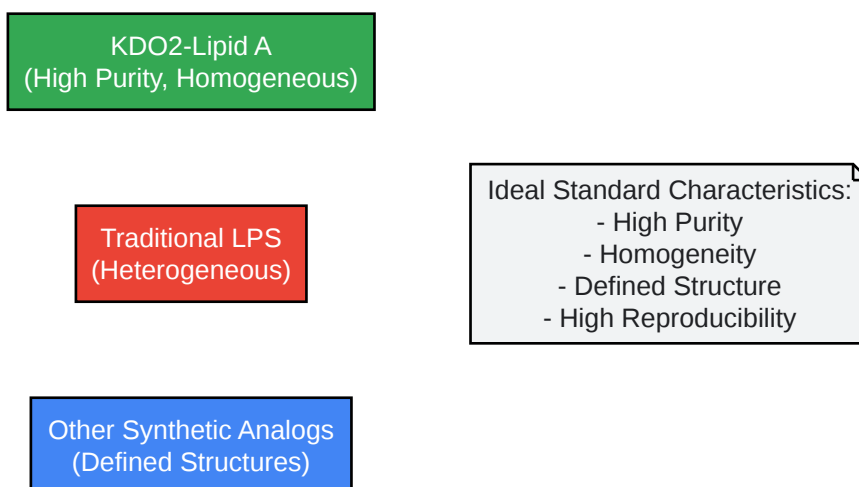 KDO2-Lipid A
(High Purity, Homogeneous)
Traditional LPS
(Heterogeneous)
Ideal Standard Characteristics:
- High Purity
- Homogeneity
- Defined Structure
- High Reproducibility
Other Synthetic Analogs
(Defined Structures)